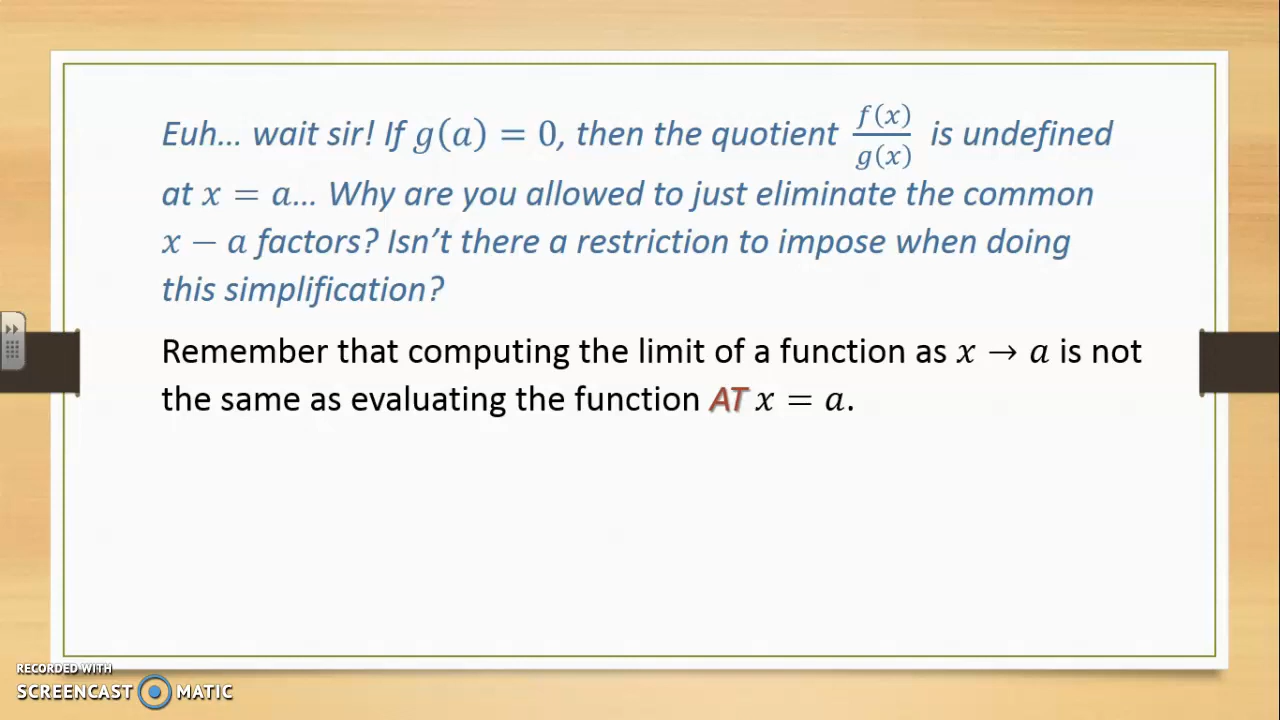 Euh... wait sir! If g(a) = 0, then the quotient f(x)/g(x) is undefined
at x = a... Why are you allowed to just eliminate the common
x − a factors? Isn't there a restriction to impose when doing
this simplification?
Remember that computing the limit of a function as x → a is not
the same as evaluating the function AT x = a.
RECORDED WITH
SCREENCAST MATIC